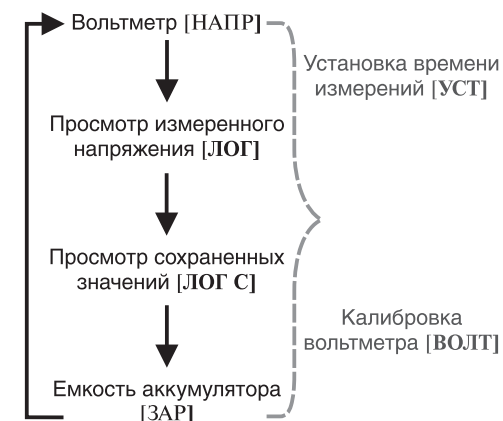 Вольтметр [НАПР]
Установка времени
измерений [УСТ]
Просмотр измеренного
напряжения [ЛОГ]
Просмотр сохраненных
значений [ЛОГ С]
Калибровка
вольтметра [ВОЛТ]
Емкость аккумулятора
[ЗАР]